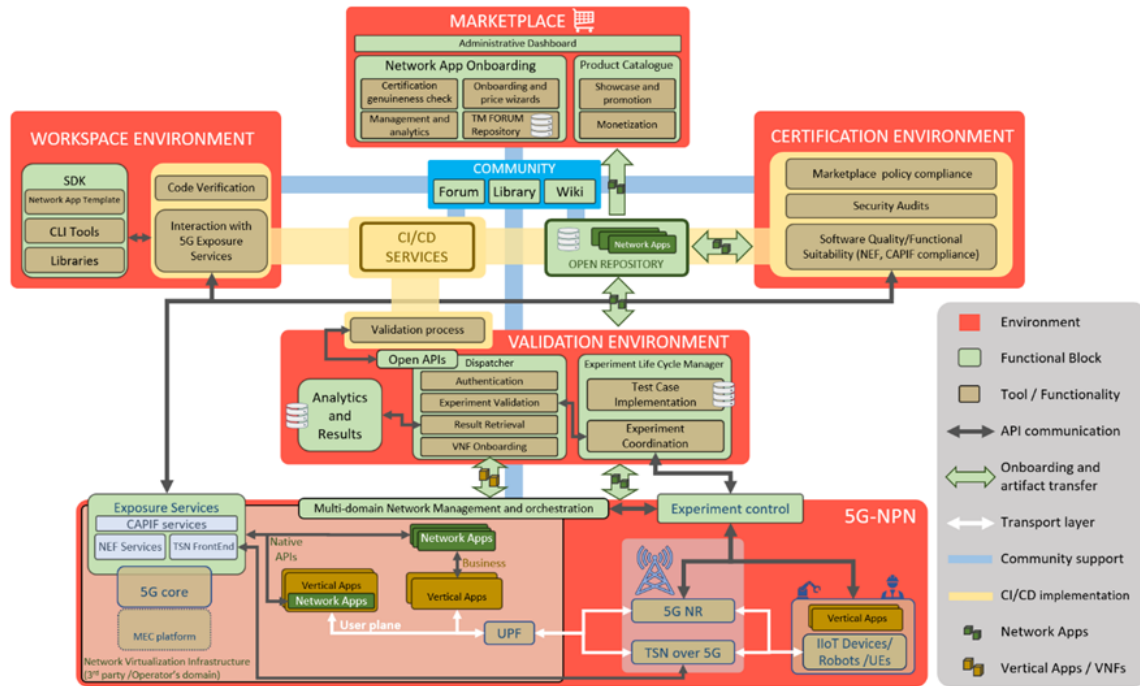 MARKETPLACE
Administrative Dashboard
Network App Onboarding
Certification
genuineness check
Onboarding and
price wizards
Management and
analytics
TM FORUM
Repository
Product Catalogue
Showcase and
promotion
Monetization
WORKSPACE ENVIRONMENT
SDK
Network App Template
CLI Tools
Libraries
Code Verification
Interaction with
5G Exposure
Services
COMMUNITY
Forum
Library
Wiki
CI/CD
SERVICES
Network Apps
OPEN REPOSITORY
CERTIFICATION ENVIRONMENT
Marketplace policy compliance
Security Audits
Software Quality/Functional
Suitability (NEF, CAPIF compliance)
Validation process
VALIDATION ENVIRONMENT
Open APIs
Dispatcher
Authentication
Experiment Validation
Result Retrieval
VNF Onboarding
Analytics
and
Results
Experiment Life Cycle Manager
Test Case
Implementation
Experiment
Coordination
Exposure Services
CAPIF services
NEF Services
TSN FrontEnd
5G core
MEC platform
Network Virtualization Infrastructure
(3rd party /Operator's domain)
Multi-domain Network Management and orchestration
Native
APIs
Network Apps
Business
Vertical Apps
Network Apps
Vertical Apps
User plane
UPF
Experiment control
5G-NPN
5G NR
TSN over 5G
Vertical Apps
IIoT Devices/
Robots /UEs
Environment
Functional Block
Tool / Functionality
API communication
Onboarding and
artifact transfer
Transport layer
Community support
CI/CD implementation
Network Apps
Vertical Apps / VNFs